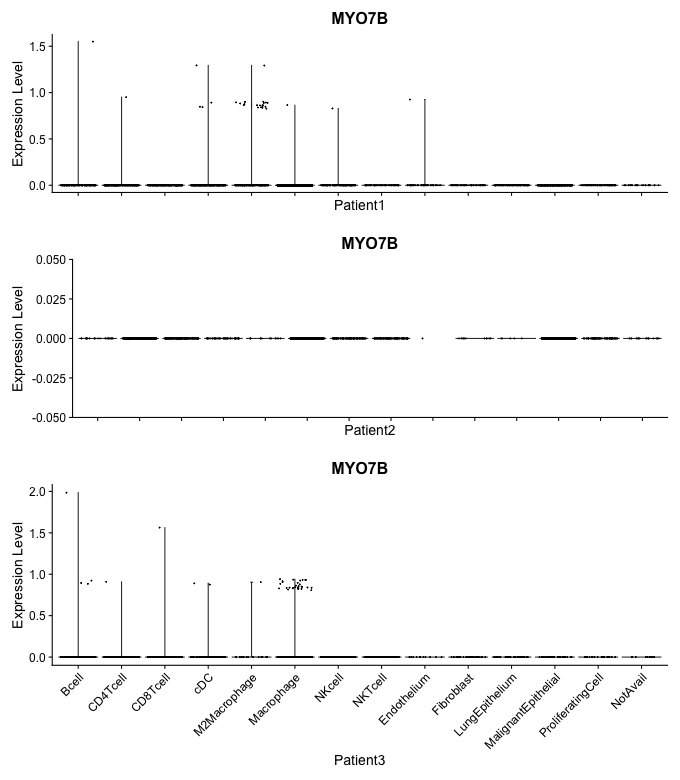 MYO7B
Expression Level
1.5
1.0
0.5
0.0
Patient1
MYO7B
Expression Level
0.050
0.025
0.000
-0.025
-0.050
Patient2
MYO7B
Expression Level
2.0
1.5
1.0
0.5
0.0
Bcell
CD4Tcell
CD8Tcell
cDC
M2Macrophage
Macrophage
NKcell
NKTcell
Endothelium
Fibroblast
LungEpithelium
MalignantEpithelial
ProliferatingCell
NotAvail
Patient3